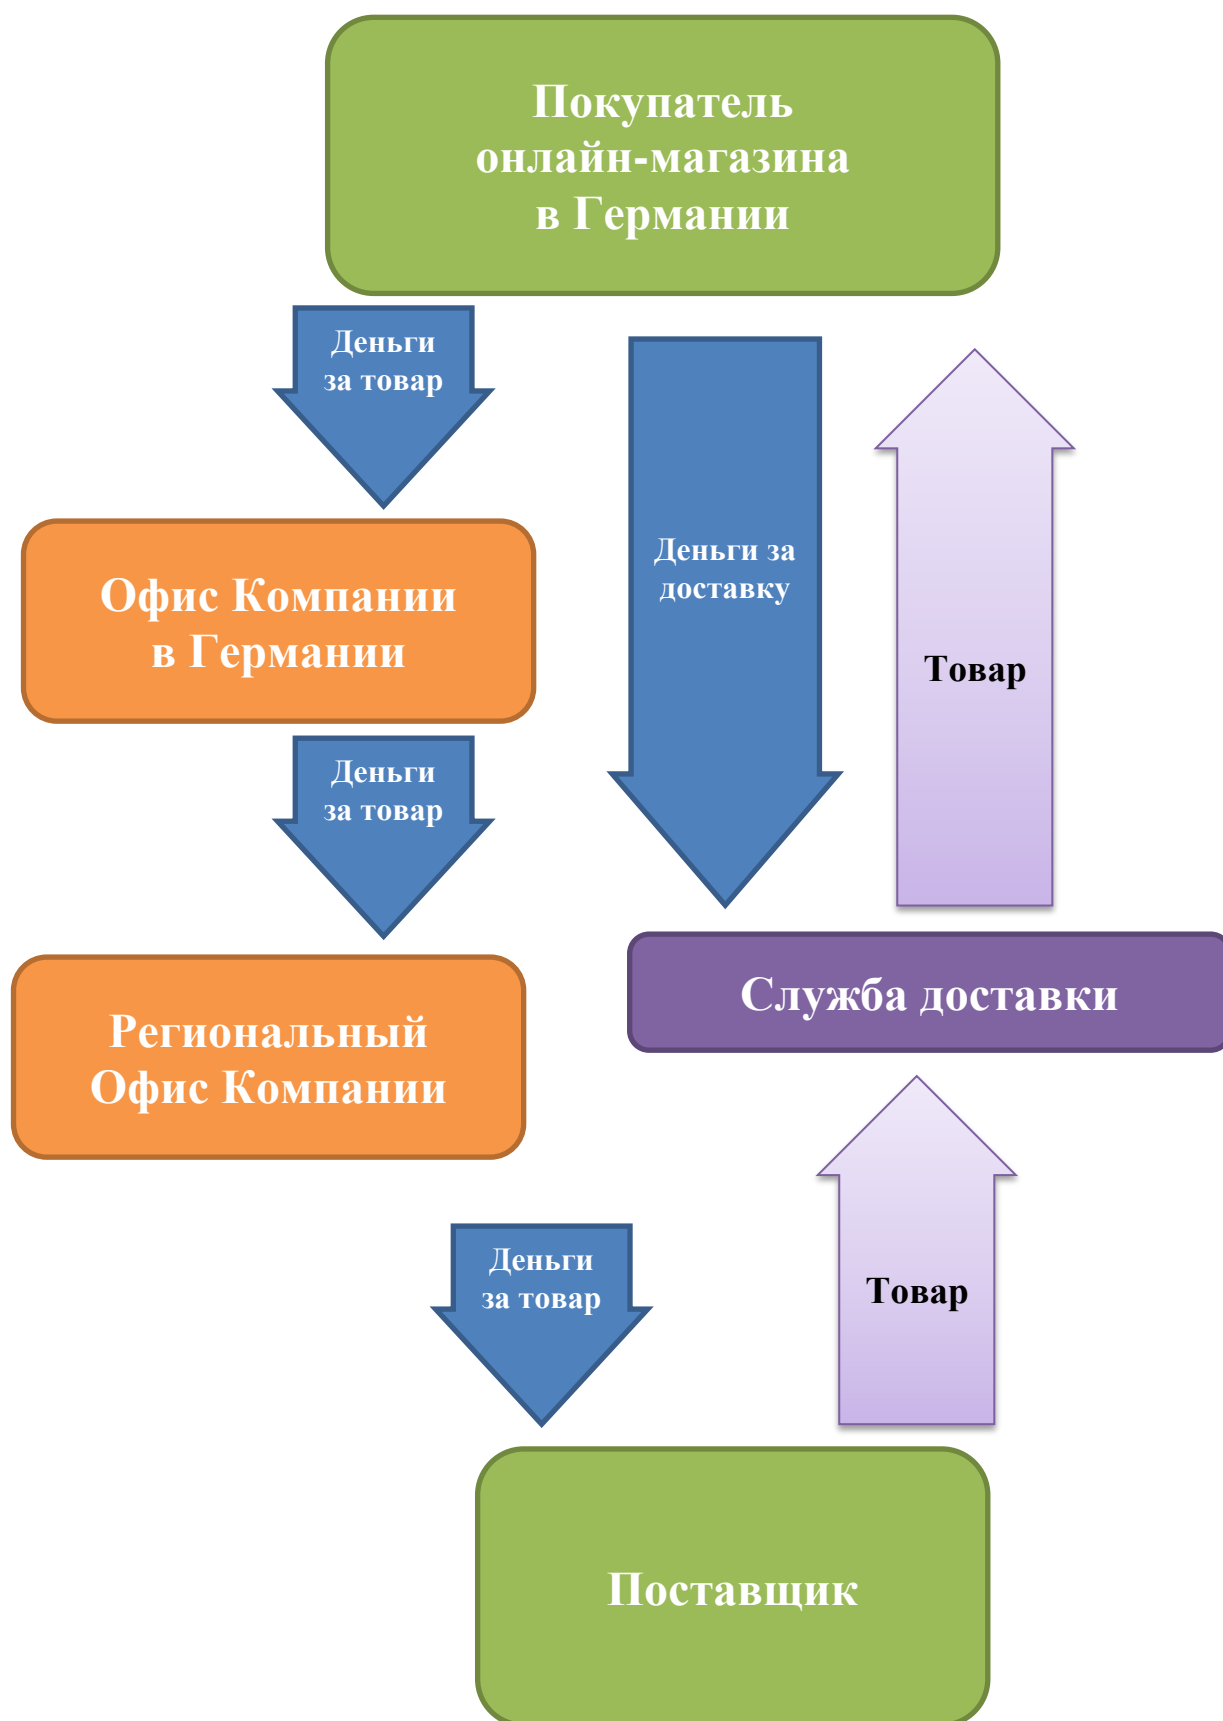 Покупатель
онлайн-магазина
в Германии
Деньги
за товар
Деньги за
доставку
Товар
Офис Компании
в Германии
Деньги
за товар
Региональный
Офис Компании
Служба доставки
Деньги
за товар
Товар
Поставщик